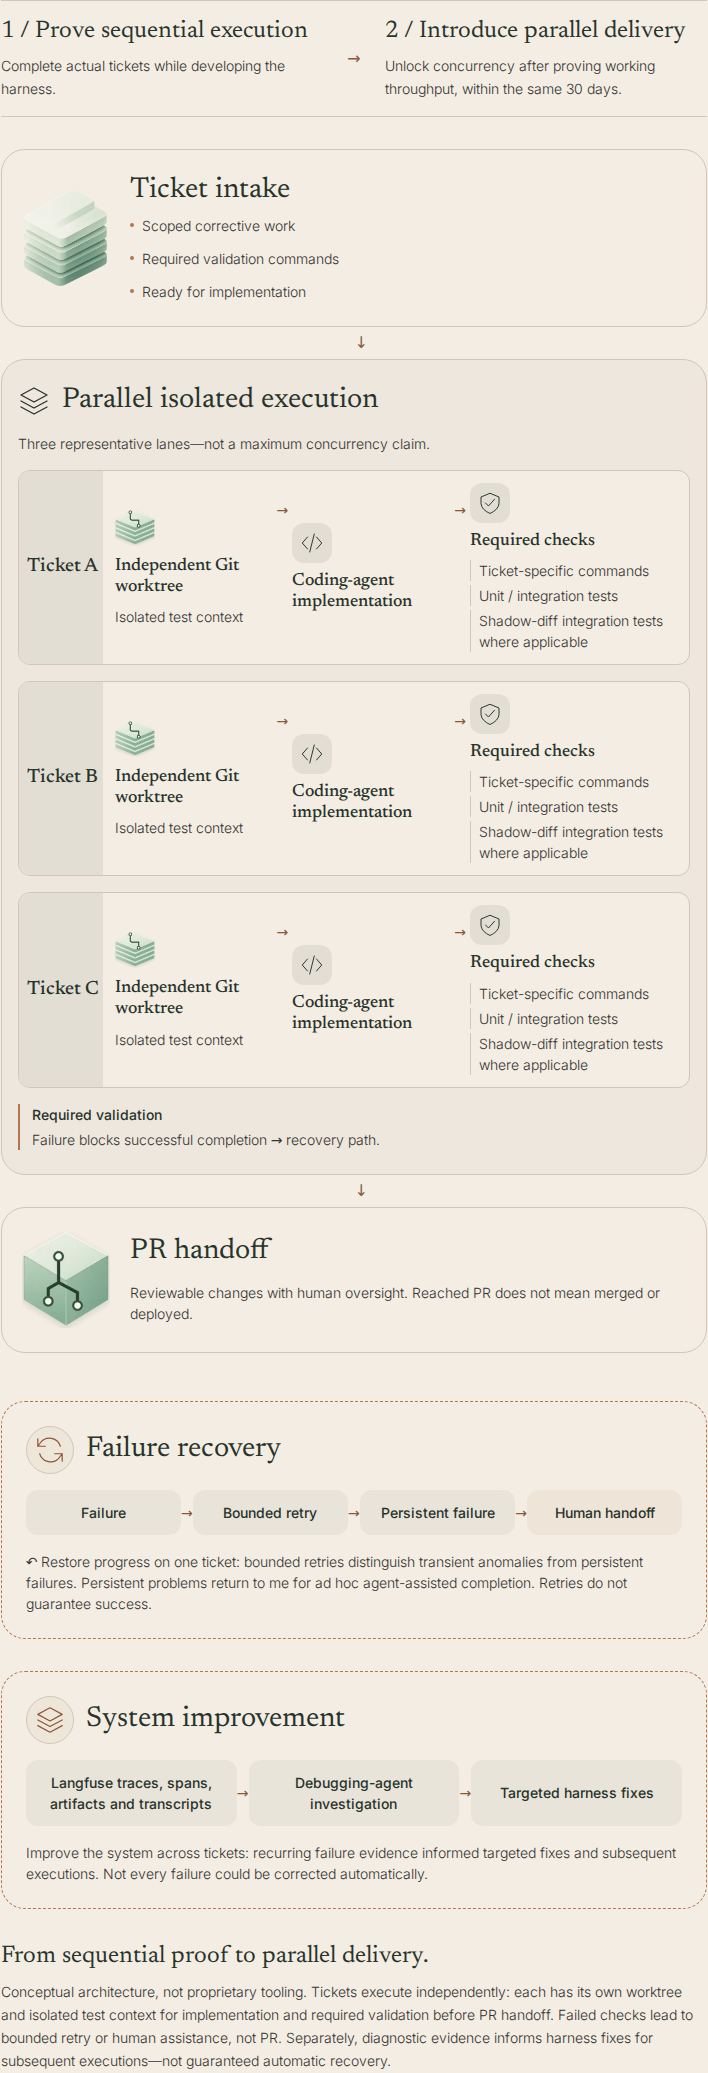 1 / Prove sequential execution
Complete actual tickets while developing the
harness.
→
2 / Introduce parallel delivery
Unlock concurrency after proving working
throughput, within the same 30 days.
Ticket intake
• Scoped corrective work
• Required validation commands
• Ready for implementation
↓
Parallel isolated execution
Three representative lanes—not a maximum concurrency claim.
Ticket A
Independent Git
worktree
Isolated test context
→
</>
Coding-agent
implementation
→
Required checks
Ticket-specific commands
Unit / integration tests
Shadow-diff integration tests
where applicable
Ticket B
Independent Git
worktree
Isolated test context
→
</>
Coding-agent
implementation
→
Required checks
Ticket-specific commands
Unit / integration tests
Shadow-diff integration tests
where applicable
Ticket C
Independent Git
worktree
Isolated test context
→
</>
Coding-agent
implementation
→
Required checks
Ticket-specific commands
Unit / integration tests
Shadow-diff integration tests
where applicable
Required validation
Failure blocks successful completion → recovery path.
↓
PR handoff
Reviewable changes with human oversight. Reached PR does not mean merged or
deployed.
Failure recovery
Failure → Bounded retry → Persistent failure → Human handoff
↶ Restore progress on one ticket: bounded retries distinguish transient anomalies from persistent
failures. Persistent problems return to me for ad hoc agent-assisted completion. Retries do not
guarantee success.
System improvement
Langfuse traces, spans,
artifacts and transcripts
→
Debugging-agent
investigation
→
Targeted harness fixes
Improve the system across tickets: recurring failure evidence informed targeted fixes and subsequent
executions. Not every failure could be corrected automatically.
From sequential proof to parallel delivery.
Conceptual architecture, not proprietary tooling. Tickets execute independently: each has its own worktree
and isolated test context for implementation and required validation before PR handoff. Failed checks lead to
bounded retry or human assistance, not PR. Separately, diagnostic evidence informs harness fixes for
subsequent executions—not guaranteed automatic recovery.